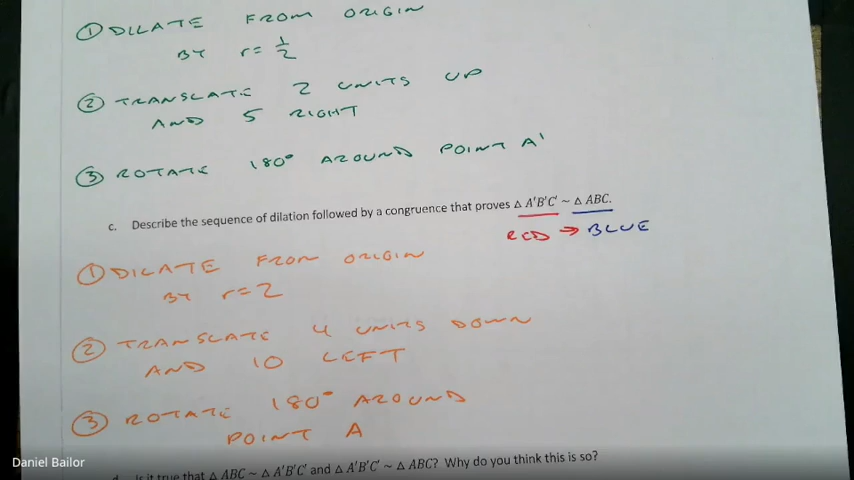 ① DILATE FROM ORIGIN
BY r = 1/2
② TRANSLATE 2 UNITS UP
AND 5 RIGHT
③ ROTATE 180° AROUND POINT A'
c. Describe the sequence of dilation followed by a congruence that proves △ A'B'C' ~ △ ABC.
RED → BLUE
① DILATE FROM ORIGIN
BY r = 2
② TRANSLATE 4 UNITS DOWN
AND 10 LEFT
③ ROTATE 180° AROUND
POINT A
d. Is it true that △ ABC ~ △ A'B'C' and △ A'B'C' ~ △ ABC? Why do you think this is so?
Daniel Bailor